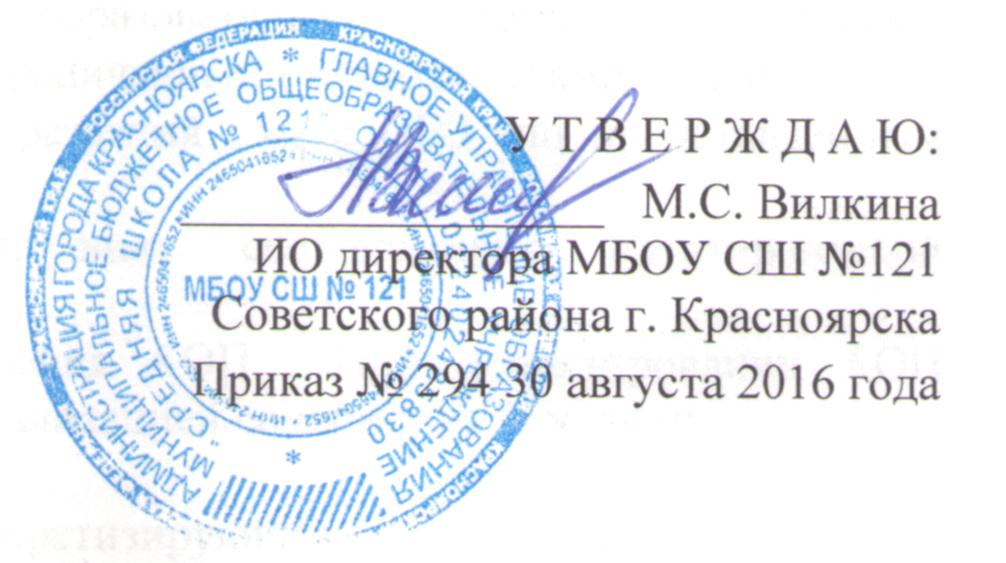 У Т В Е Р Ж Д А Ю:
М.С. Вилкина
ИО директора МБОУ СШ №121
Советского района г. Красноярска
Приказ № 294 30 августа 2016 года
РОССИЙСКАЯ ФЕДЕРАЦИЯ КРАСНОЯРСКИЙ КРАЙ
АДМИНИСТРАЦИЯ ГОРОДА КРАСНОЯРСКА * ГЛАВНОЕ УПРАВЛЕНИЕ ОБРАЗОВАНИЯ
МУНИЦИПАЛЬНОЕ БЮДЖЕТНОЕ ОБЩЕОБРАЗОВАТЕЛЬНОЕ УЧРЕЖДЕНИЕ
"СРЕДНЯЯ ШКОЛА № 121"
ИНН 2465041652
МБОУ СШ № 121